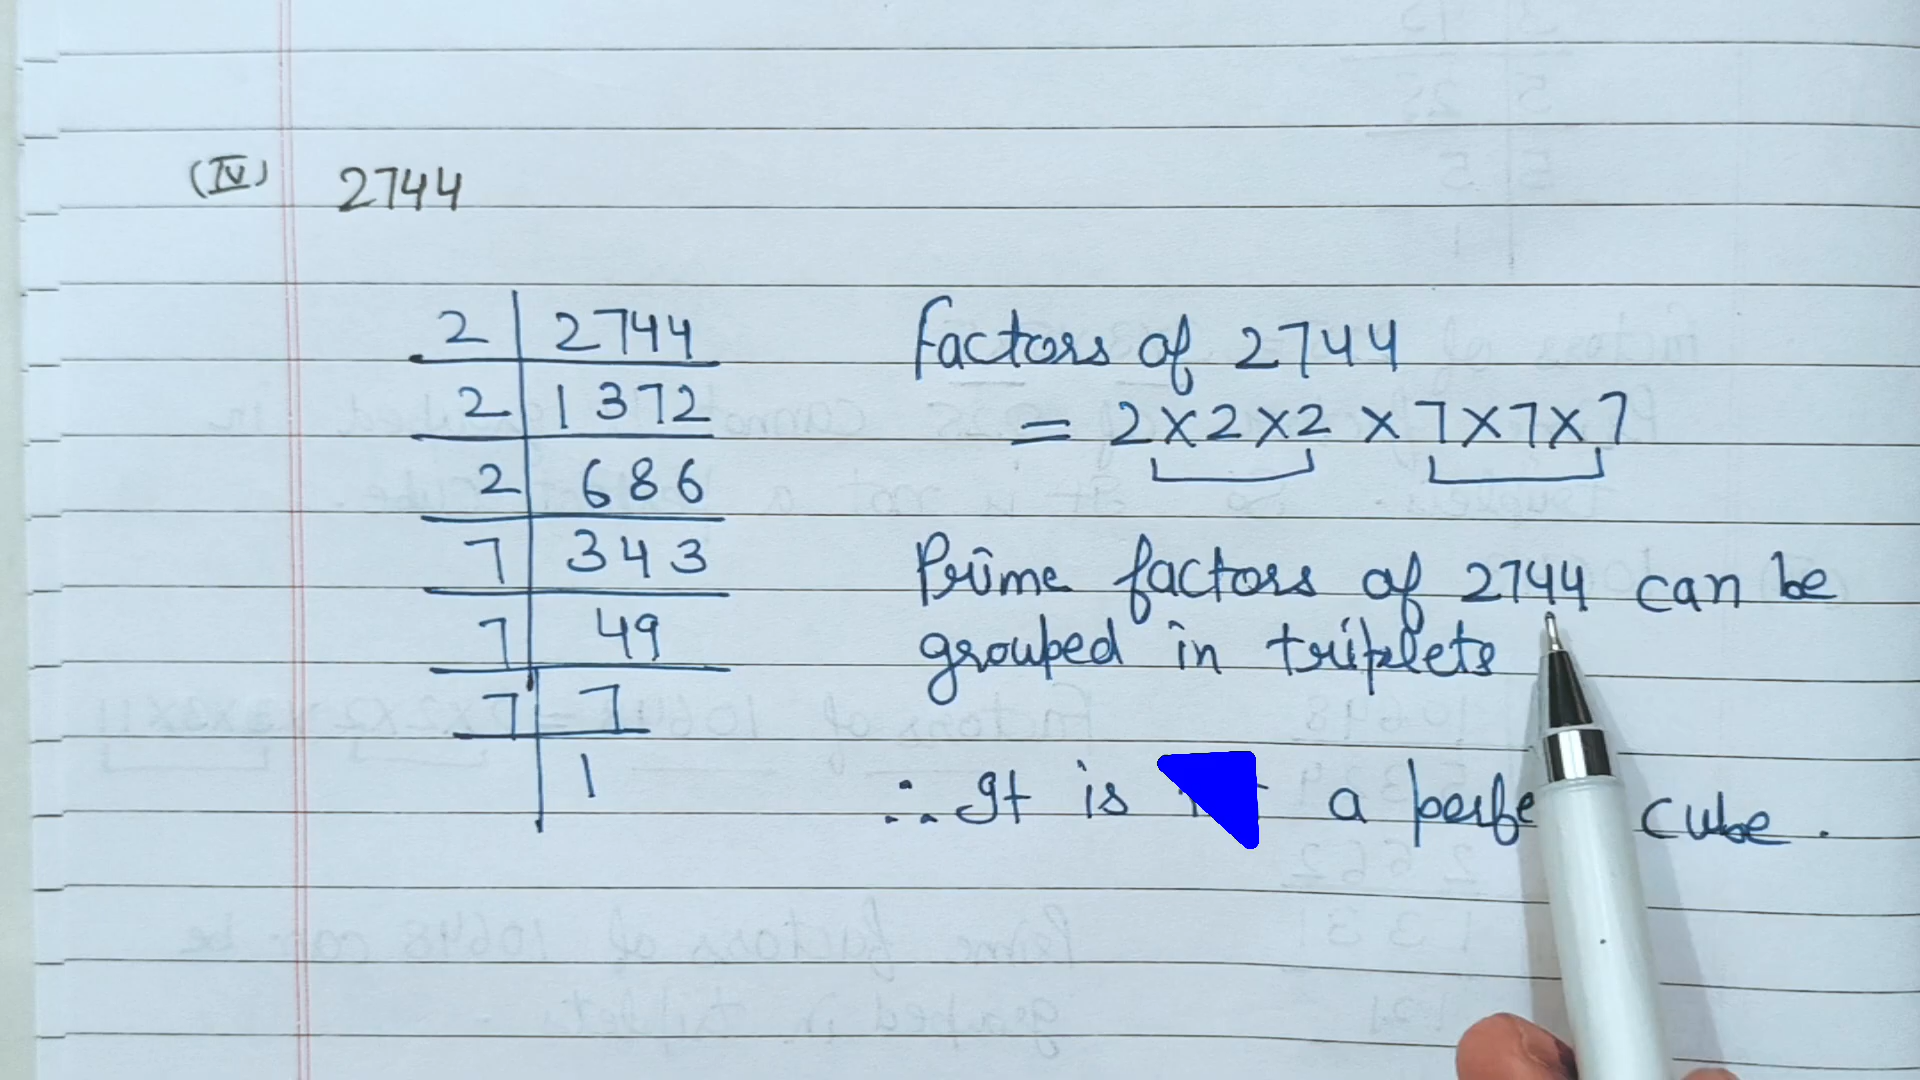 (IV) 2744
2 2744
2 1372
2 686
7 343
7 49
7 7
1
Factors of 2744
= 2×2×2 × 7×7×7
Prime factors of 2744 can be
grouped in triplets
∴ It is a cube.